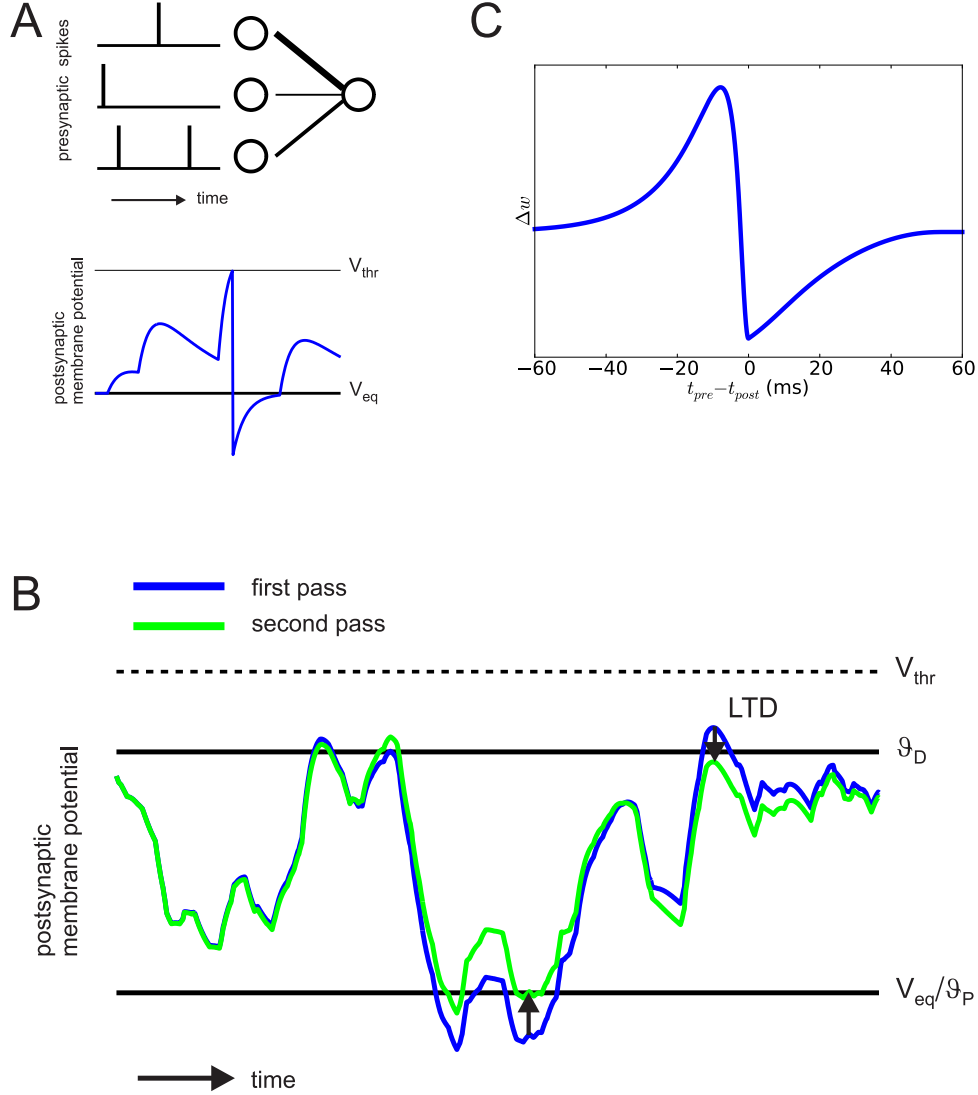 A
presynaptic spikes
time
postsynaptic
membrane potential
V_thr
V_eq
C
Δw
−60 −40 −20 0 20 40 60
t_pre−t_post (ms)
B
first pass
second pass
V_thr
LTD
ϑ_D
postsynaptic
membrane potential
V_eq/ϑ_P
time